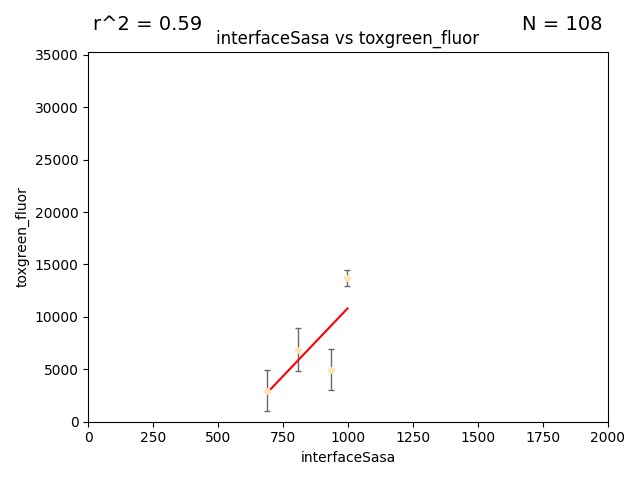 r^2 = 0.59
N = 108
interfaceSasa vs toxgreen_fluor
35000
30000
25000
20000
15000
10000
5000
0
toxgreen_fluor
0 250 500 750 1000 1250 1500 1750 2000
interfaceSasa